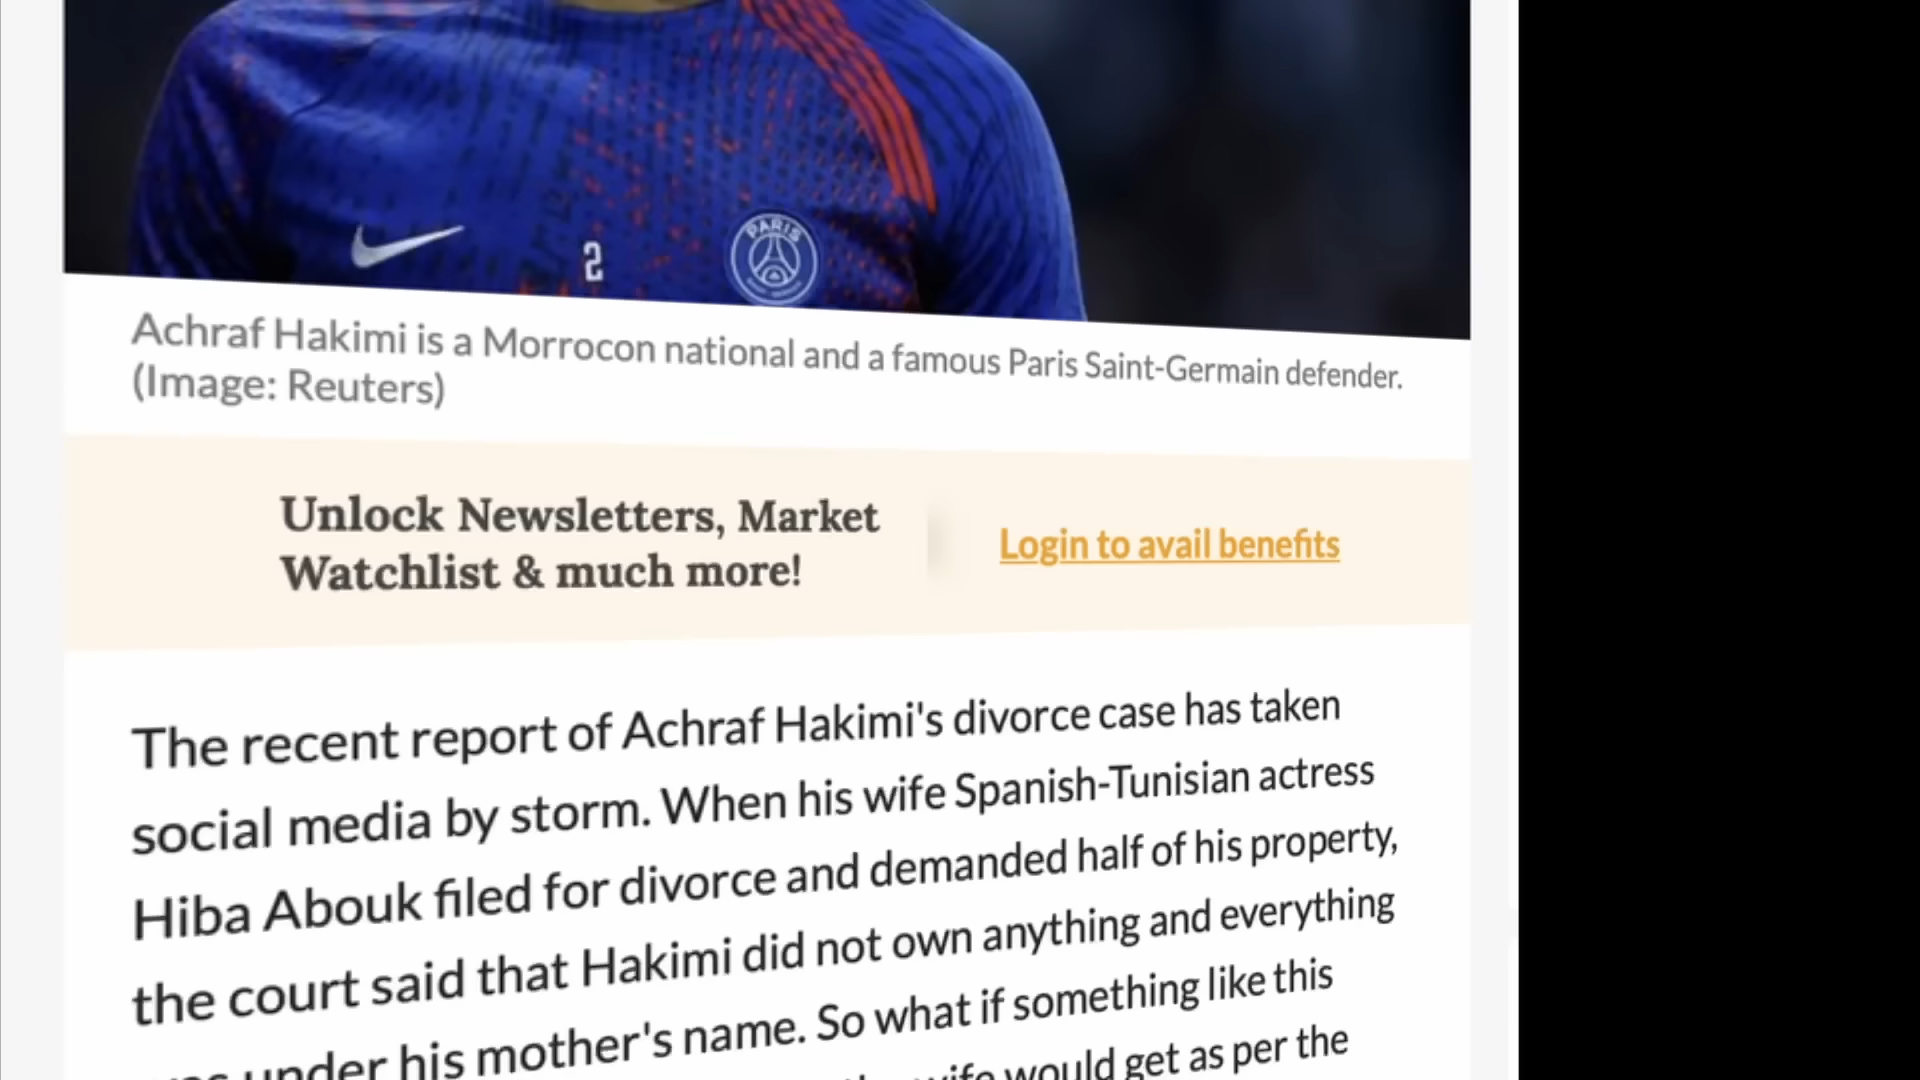 2
PARIS
Achraf Hakimi is a Morrocon national and a famous Paris Saint-Germain defender.
(Image: Reuters)
Unlock Newsletters, Market
Watchlist & much more!
Login to avail benefits
The recent report of Achraf Hakimi's divorce case has taken
social media by storm. When his wife Spanish-Tunisian actress
Hiba Abouk filed for divorce and demanded half of his property,
the court said that Hakimi did not own anything and everything
was under his mother's name. So what if something like this
wife would get as per the